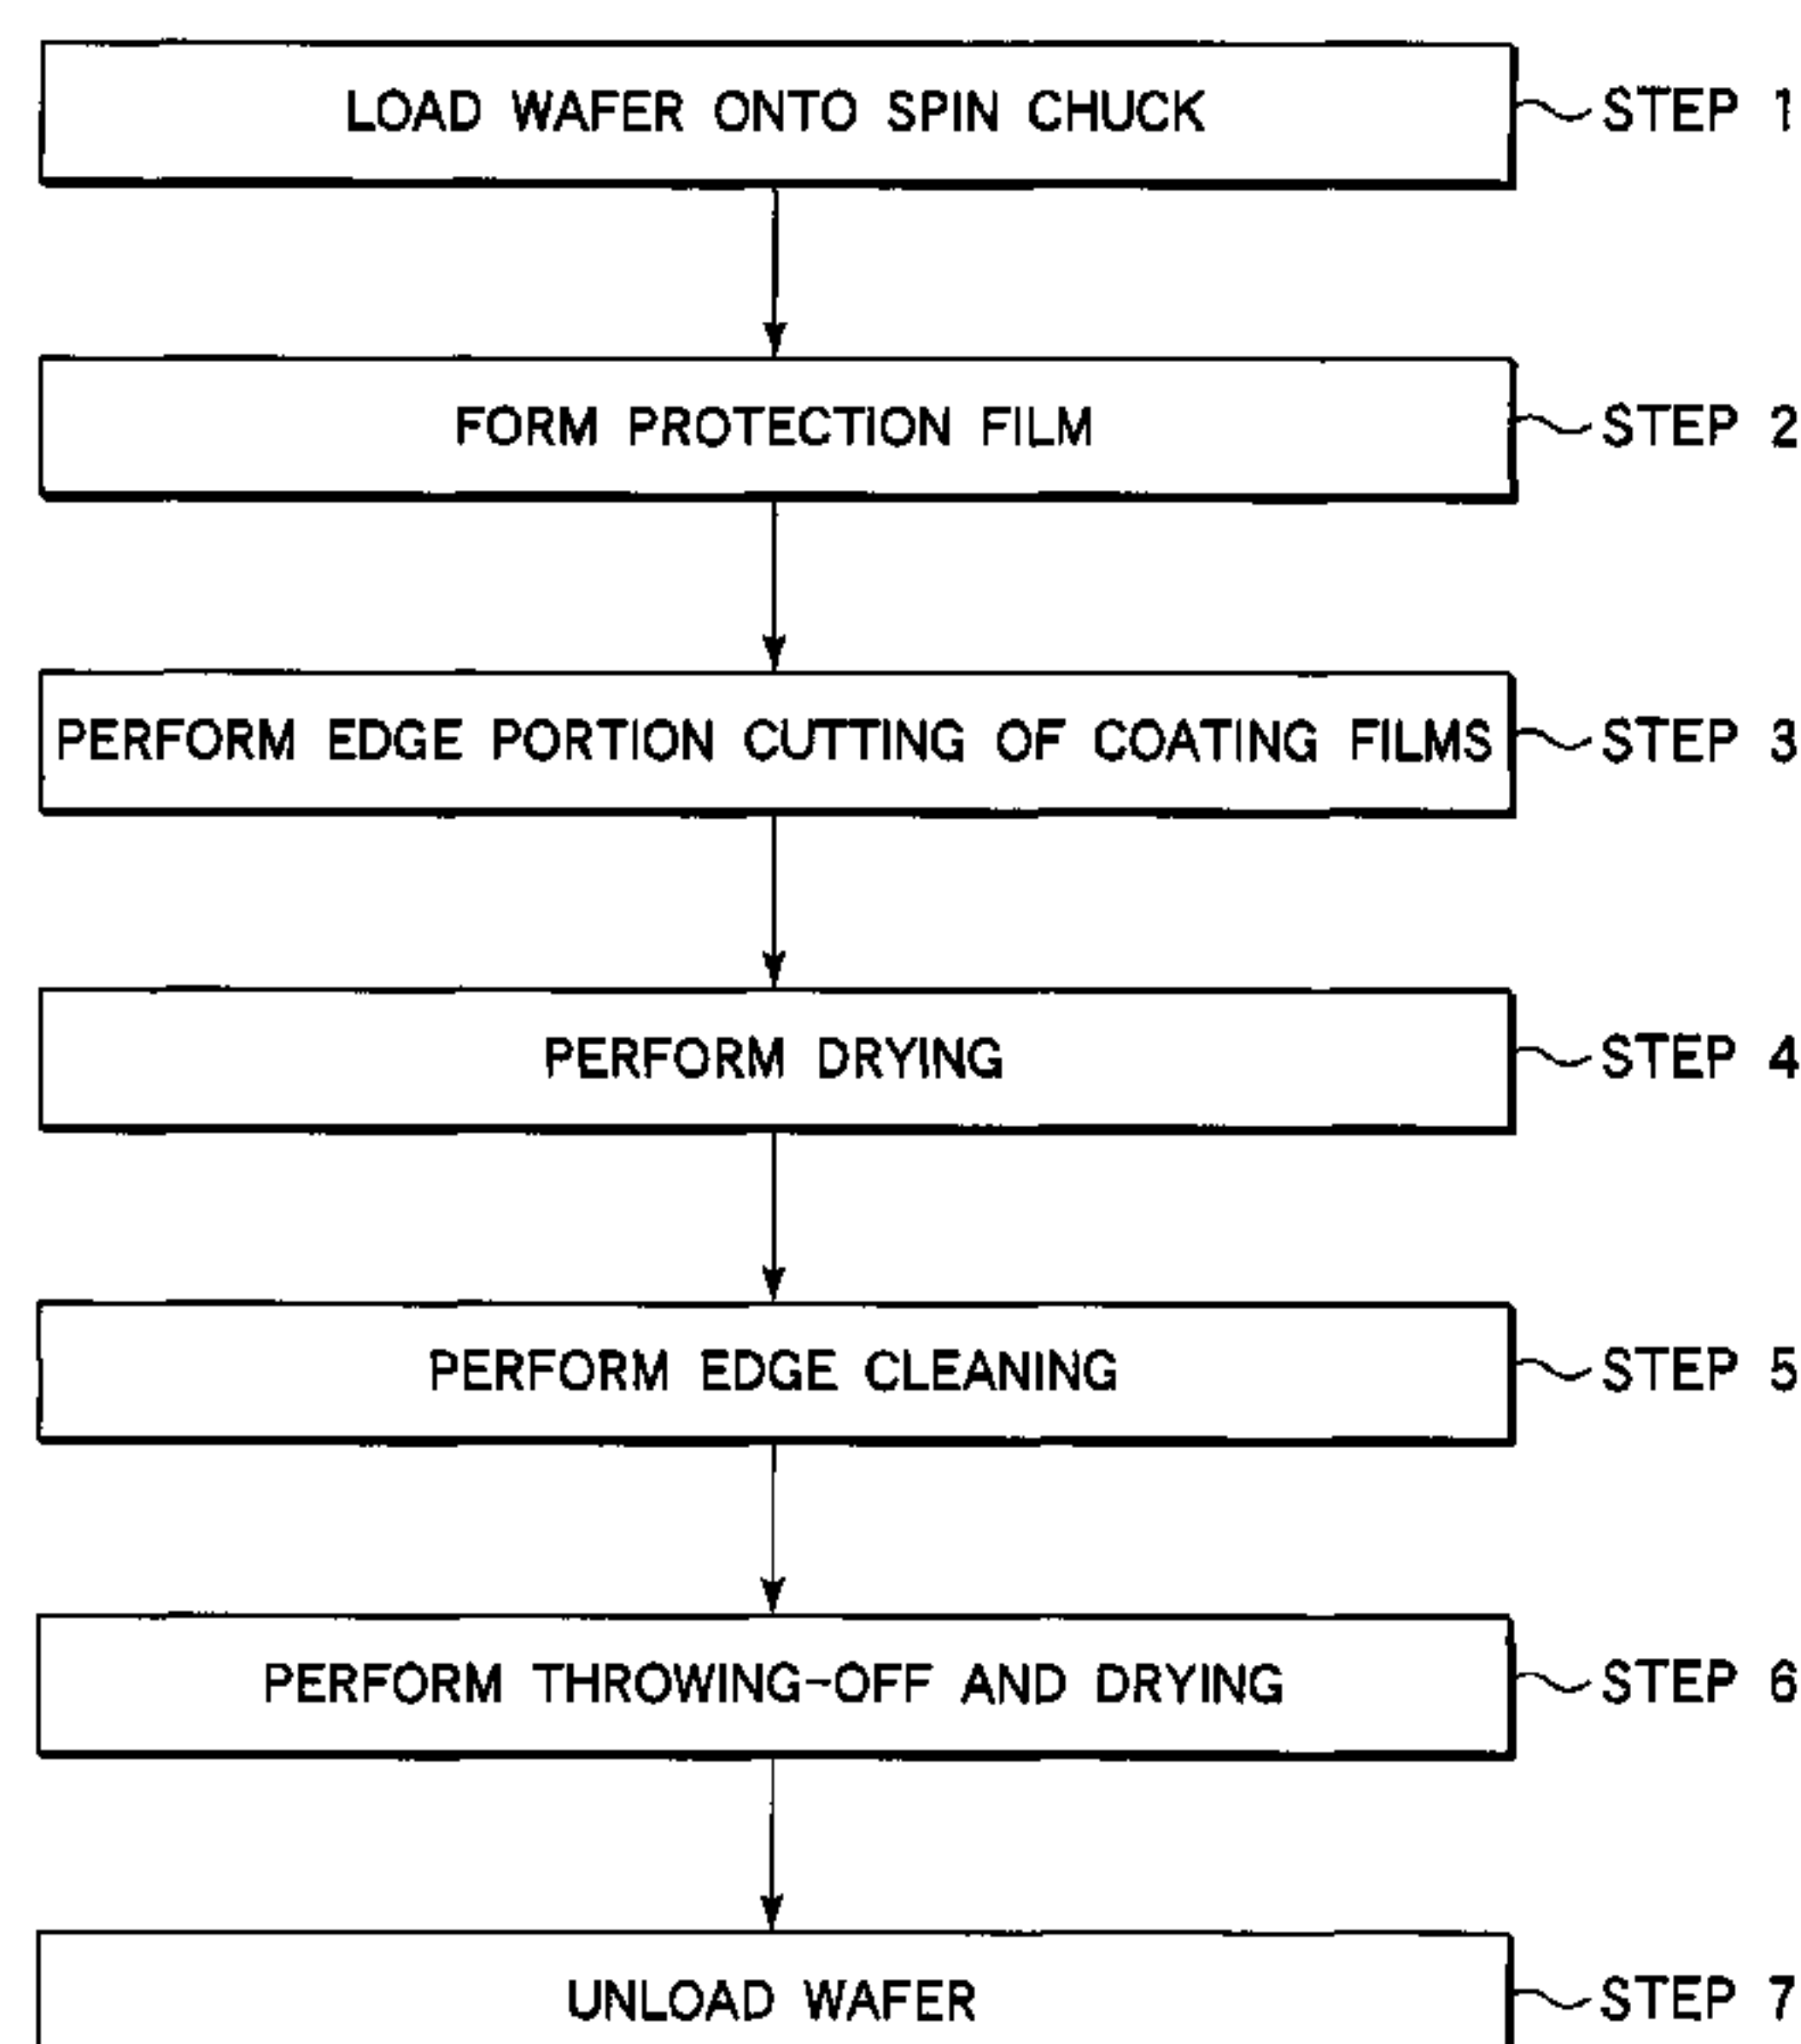 LOAD WAFER ONTO SPIN CHUCK STEP 1
FORM PROTECTION FILM STEP 2
PERFORM EDGE PORTION CUTTING OF COATING FILMS STEP 3
PERFORM DRYING STEP 4
PERFORM EDGE CLEANING STEP 5
PERFORM THROWING-OFF AND DRYING STEP 6
UNLOAD WAFER STEP 7